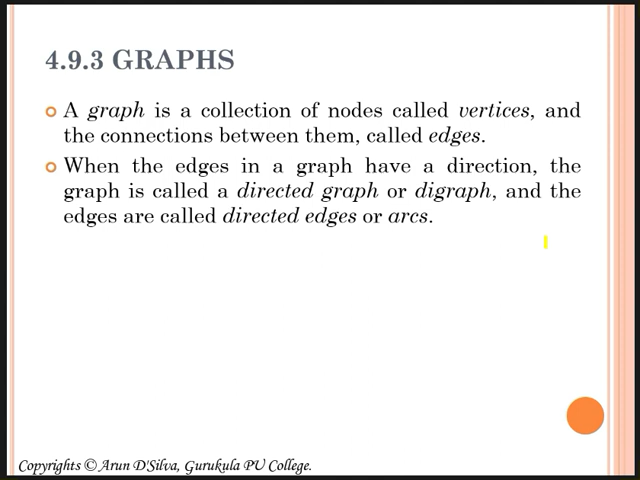 4.9.3 GRAPHS
A graph is a collection of nodes called vertices, and
the connections between them, called edges.
When the edges in a graph have a direction, the
graph is called a directed graph or digraph, and the
edges are called directed edges or arcs.
Copyrights © Arun D'Silva, Gurukula PU College.